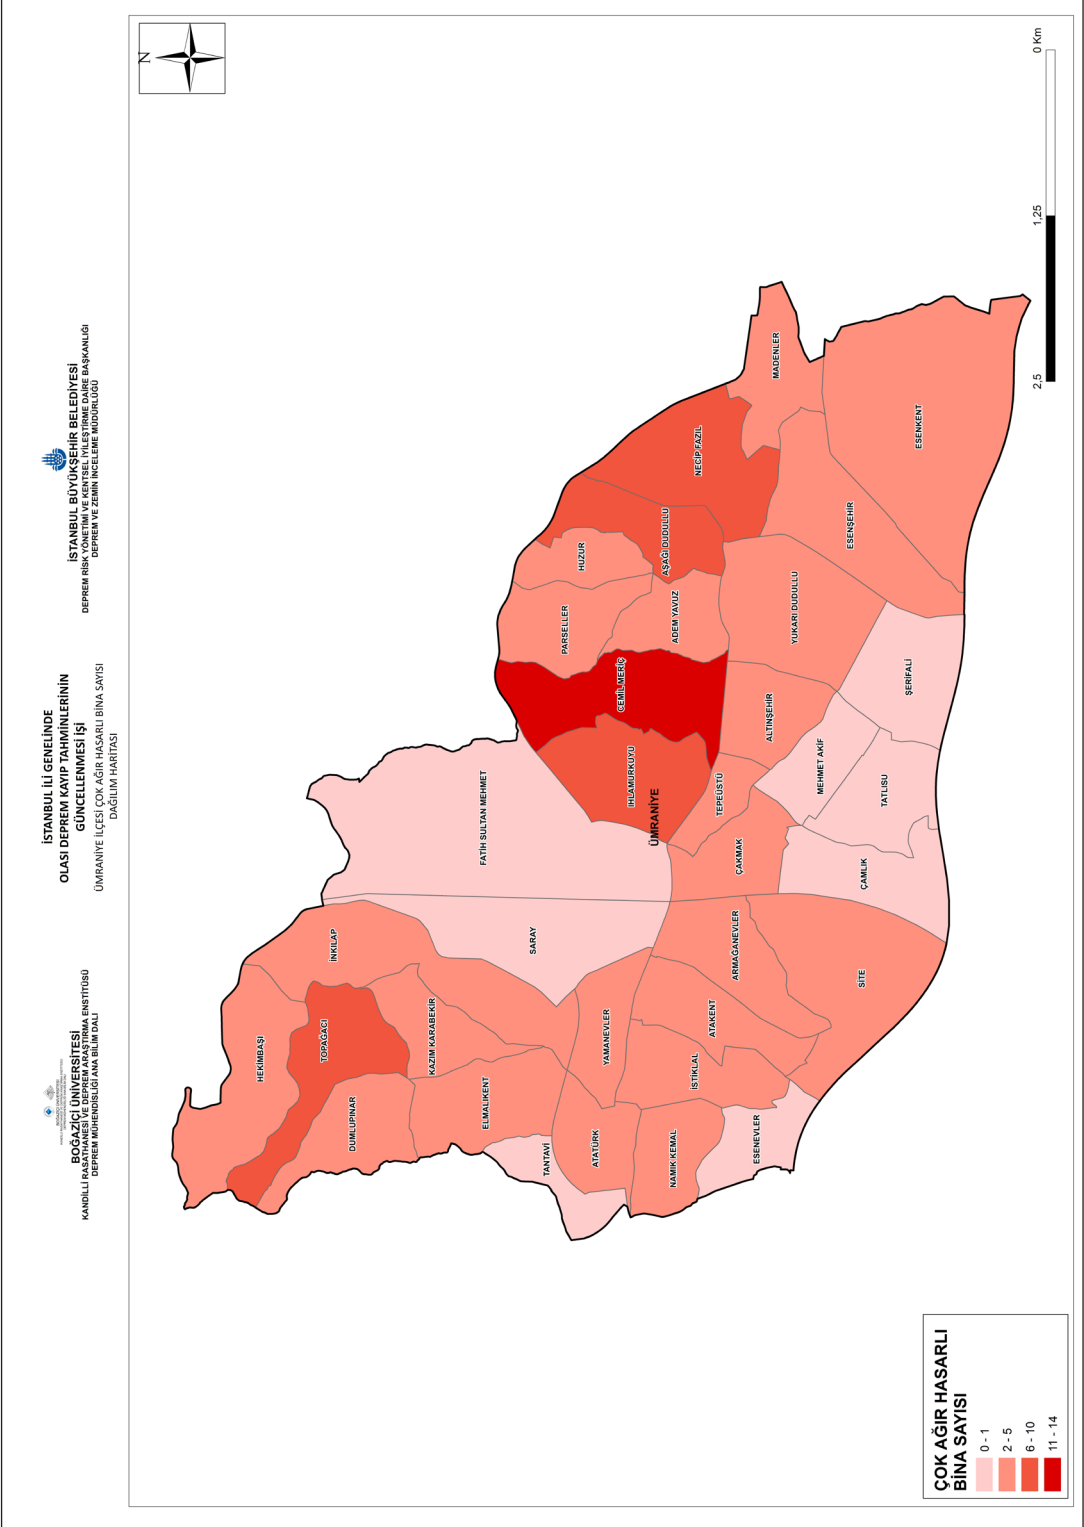 BOĞAZİÇİ ÜNİVERSİTESİ
KANDİLLİ RASATHANESİ VE DEPREM ARAŞTIRMA ENSTİTÜSÜ
DEPREM MÜHENDİSLİĞİ ANA BİLİM DALI
İSTANBUL İLİ GENELİNDE
OLASI DEPREM KAYIP TAHMİNLERİNİN
GÜNCELLENMESİ İŞİ
ÜMRANİYE İLÇESİ ÇOK AĞIR HASARLI BİNA SAYISI
DAĞILIM HARİTASI
İSTANBUL BÜYÜKŞEHİR BELEDİYESİ
DEPREM RİSK YÖNETİMİ VE KENTSEL İYİLEŞTİRME DAİRE BAŞKANLIĞI
DEPREM VE ZEMİN İNCELEME MÜDÜRLÜĞÜ
N
HEKİMBAŞI
TOPAĞACI
İNKILAP
DUMLUPINAR
KAZIM KARABEKİR
ELMALIKENT
FATİH SULTAN MEHMET
SARAY
TANTAVİ
ATATÜRK
YAMANEVLER
PARSELLER
HUZUR
IHLAMURKUYU
CEMİL MERİÇ
ÜMRANİYE
ADEM YAVUZ
AŞAĞI DUDULLU
NECİP FAZIL
NAMIK KEMAL
İSTİKLAL
ATAKENT
ARMAĞANEVLER
ÇAKMAK
TEPEÜSTÜ
ALTINŞEHİR
YUKARI DUDULLU
MADENLER
ESENEVLER
MEHMET AKİF
ESENŞEHİR
SİTE
ÇAMLIK
TATLISU
ŞERİFALİ
ESENKENT
ÇOK AĞIR HASARLI
BİNA SAYISI
0 - 1
2 - 5
6 - 10
11 - 14
2,5
1,25
0 Km